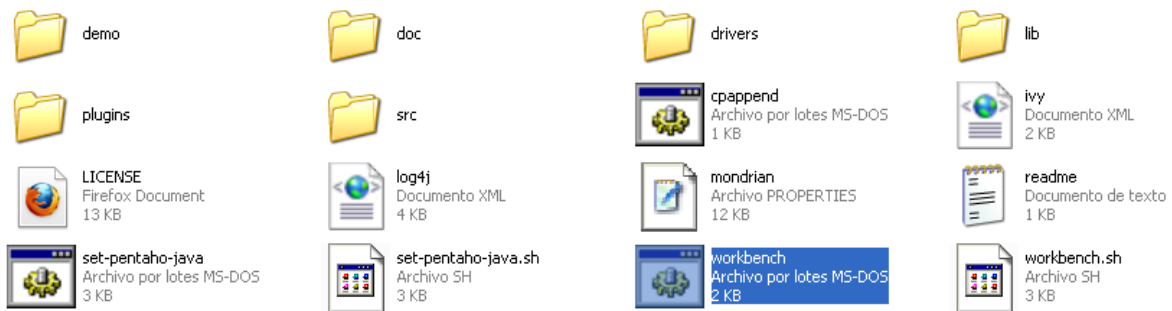 demo
doc
drivers
lib
plugins
src
cpappend
Archivo por lotes MS-DOS
1 KB
ivy
Documento XML
2 KB
LICENSE
Firefox Document
13 KB
log4j
Documento XML
4 KB
mondrian
Archivo PROPERTIES
12 KB
readme
Documento de texto
1 KB
set-pentaho-java
Archivo por lotes MS-DOS
3 KB
set-pentaho-java.sh
Archivo SH
3 KB
workbench
Archivo por lotes MS-DOS
2 KB
workbench.sh
Archivo SH
3 KB